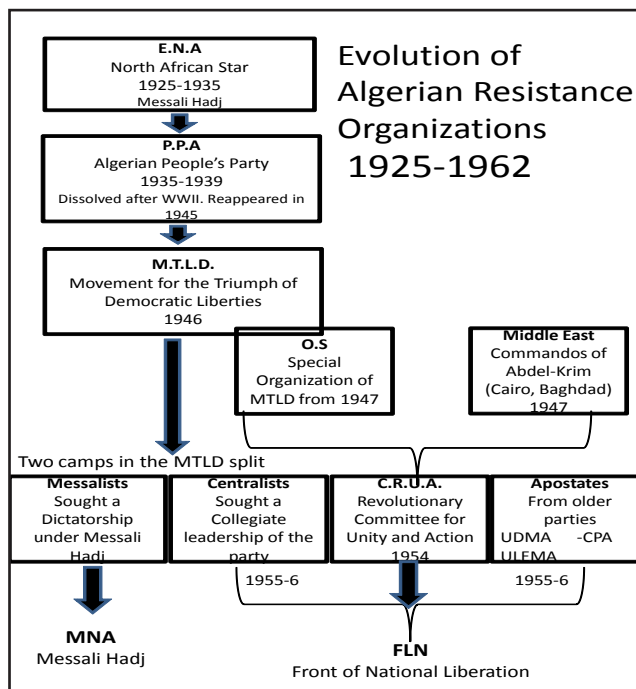 Evolution of
Algerian Resistance
Organizations
1925-1962
E.N.A
North African Star
1925-1935
Messali Hadj
P.P.A
Algerian People's Party
1935-1939
Dissolved after WWII. Reappeared in
1945
M.T.L.D.
Movement for the Triumph of
Democratic Liberties
1946
O.S
Special
Organization of
MTLD from 1947
Middle East
Commandos of
Abdel-Krim
(Cairo, Baghdad)
1947
Two camps in the MTLD split
Messalists
Sought a
Dictatorship
under Messali
Hadj
Centralists
Sought a
Collegiate
leadership of the
party
C.R.U.A.
Revolutionary
Committee for
Unity and Action
1954
Apostates
From older
parties
UDMA -CPA
ULEMA
1955-6
1955-6
MNA
Messali Hadj
FLN
Front of National Liberation